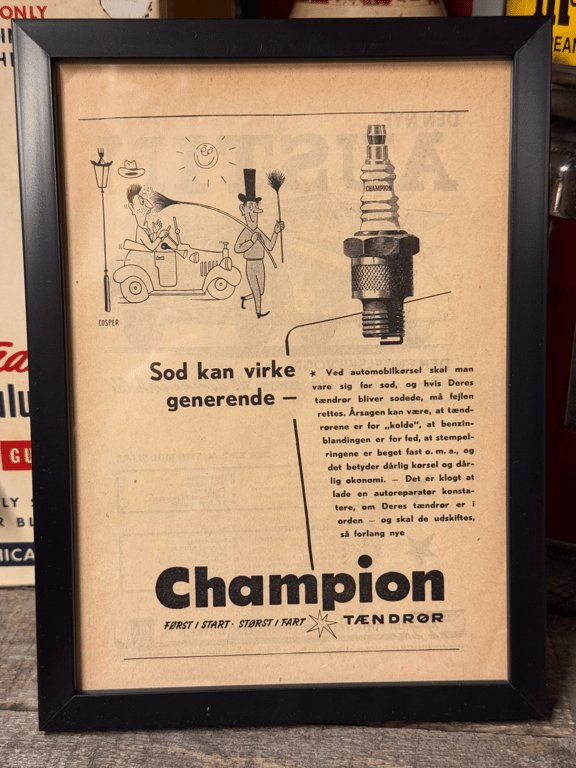 ONLY
CHAMPION
COSPER
Sod kan virke
generende —
* Ved automobilkørsel skal man
vare sig for sod, og hvis Deres
tændrør bliver sodede, må fejlen
rettes. Årsagen kan være, at tænd-
rørene er for „kolde", at benzin-
blandingen er for fed, at stempel-
ringene er beget fast o. m. a., og
det betyder dårlig kørsel og dår-
lig økonomi. — Det er klogt at
lade en autoreparatør konsta-
tere, om Deres tændrør er i
orden — og skal de udskiftes,
så forlang nye
Champion
FØRST I START · STØRST I FART
TÆNDRØR